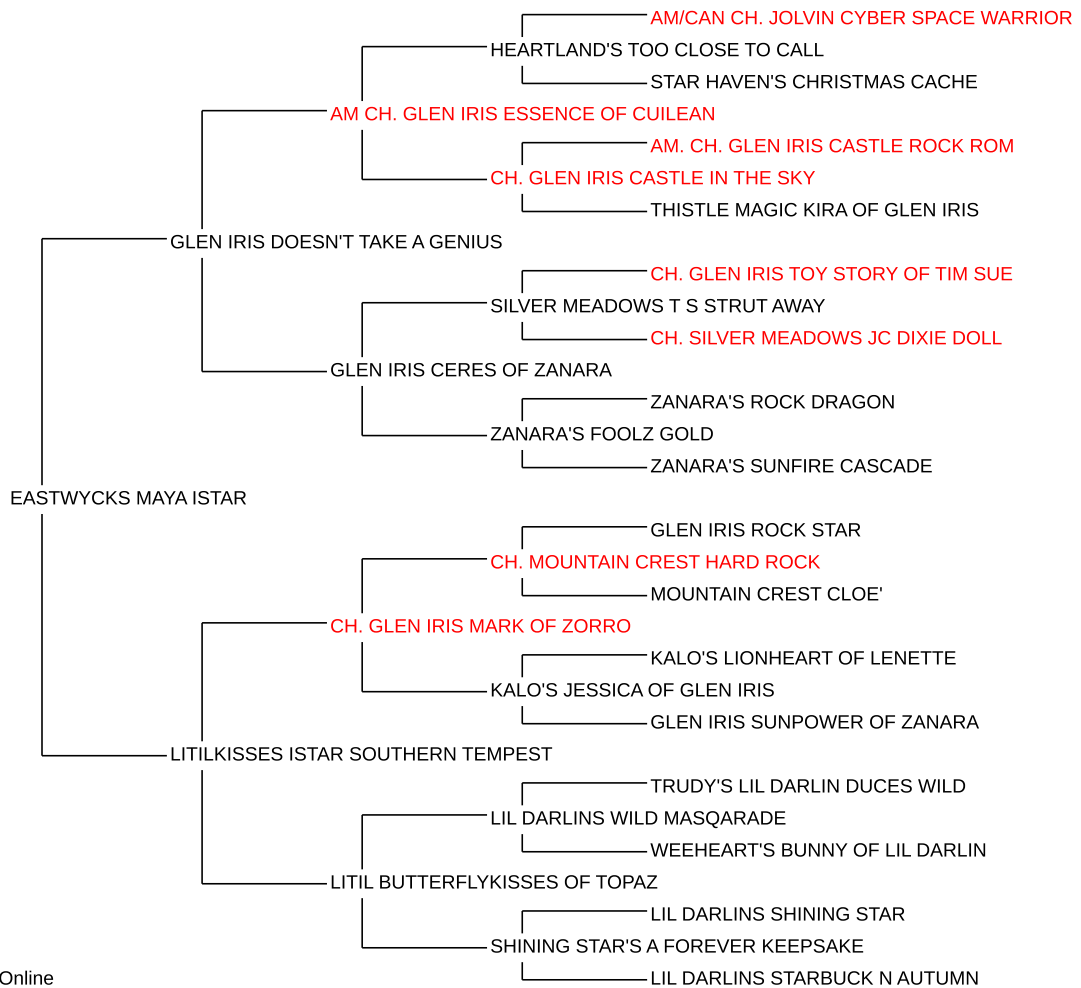 AM/CAN CH. JOLVIN CYBER SPACE WARRIOR
HEARTLAND'S TOO CLOSE TO CALL
STAR HAVEN'S CHRISTMAS CACHE
AM CH. GLEN IRIS ESSENCE OF CUILEAN
AM. CH. GLEN IRIS CASTLE ROCK ROM
CH. GLEN IRIS CASTLE IN THE SKY
THISTLE MAGIC KIRA OF GLEN IRIS
GLEN IRIS DOESN'T TAKE A GENIUS
CH. GLEN IRIS TOY STORY OF TIM SUE
SILVER MEADOWS T S STRUT AWAY
CH. SILVER MEADOWS JC DIXIE DOLL
GLEN IRIS CERES OF ZANARA
ZANARA'S ROCK DRAGON
ZANARA'S FOOLZ GOLD
ZANARA'S SUNFIRE CASCADE
EASTWYCKS MAYA ISTAR
GLEN IRIS ROCK STAR
CH. MOUNTAIN CREST HARD ROCK
MOUNTAIN CREST CLOE'
CH. GLEN IRIS MARK OF ZORRO
KALO'S LIONHEART OF LENETTE
KALO'S JESSICA OF GLEN IRIS
GLEN IRIS SUNPOWER OF ZANARA
LITILKISSES ISTAR SOUTHERN TEMPEST
TRUDY'S LIL DARLIN DUCES WILD
LIL DARLINS WILD MASQARADE
WEEHEART'S BUNNY OF LIL DARLIN
LITIL BUTTERFLYKISSES OF TOPAZ
LIL DARLINS SHINING STAR
SHINING STAR'S A FOREVER KEEPSAKE
LIL DARLINS STARBUCK N AUTUMN
Online